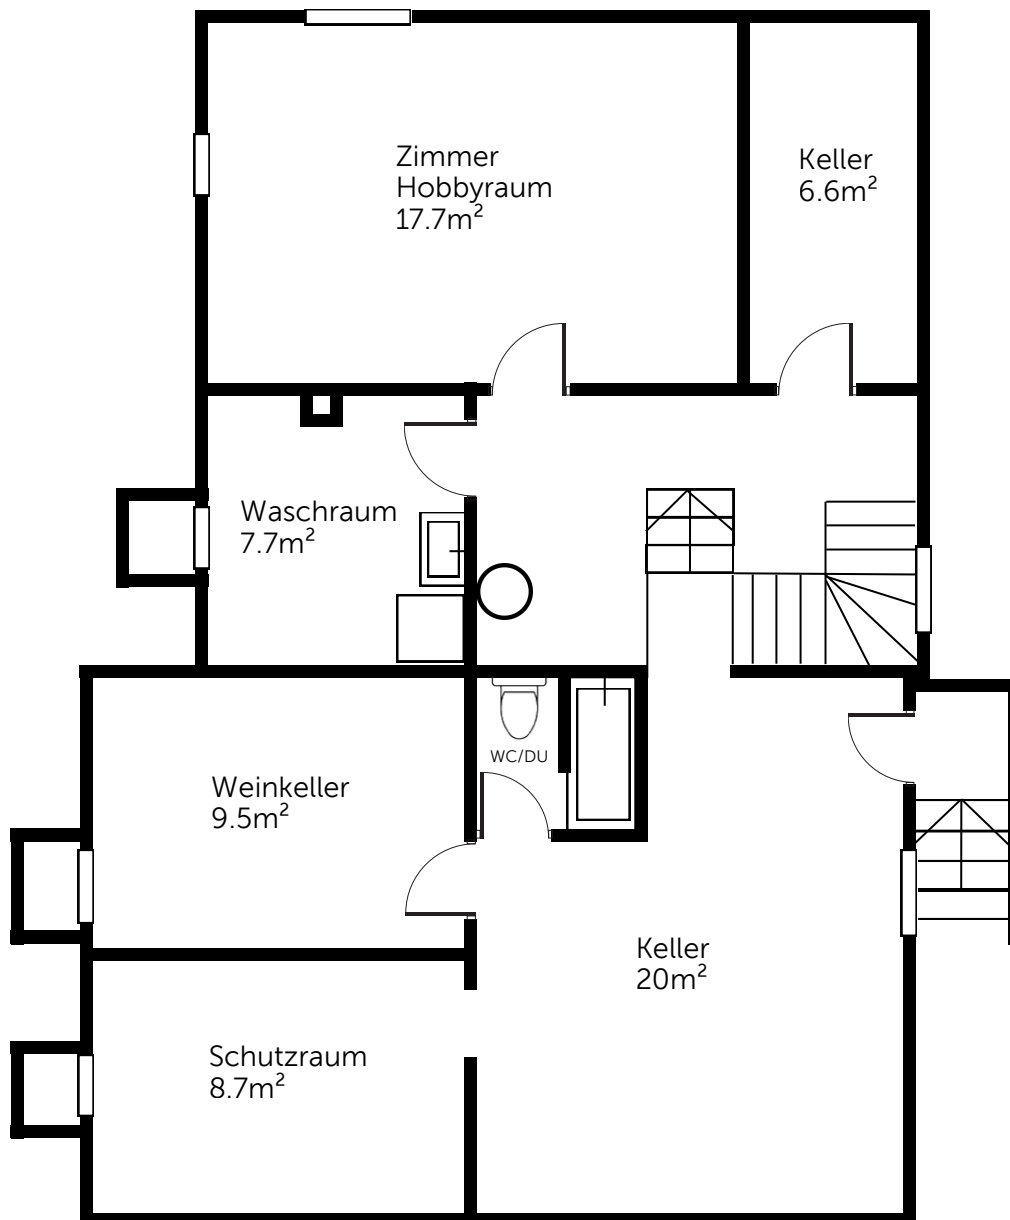 Zimmer
Hobbyraum
17.7m²
Keller
6.6m²
Waschraum
7.7m²
WC/DU
Weinkeller
9.5m²
Keller
20m²
Schutzraum
8.7m²